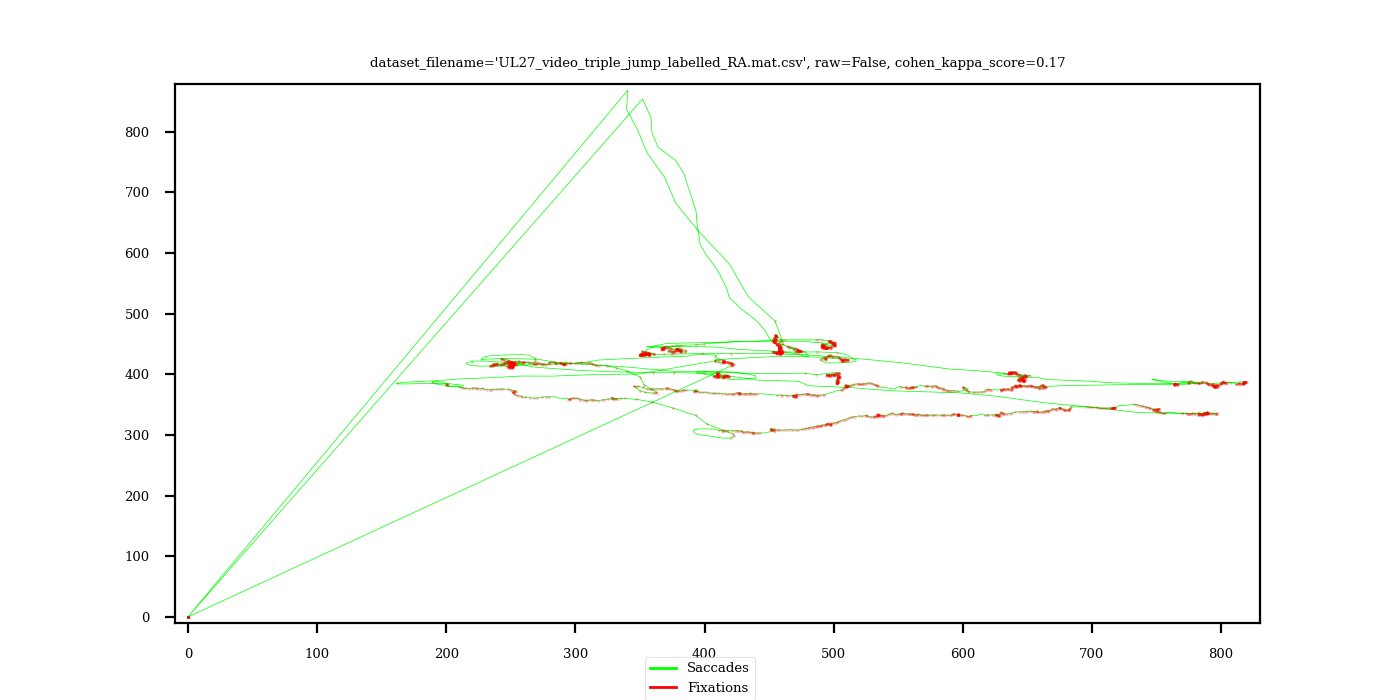 dataset_filename='UL27_video_triple_jump_labelled_RA.mat.csv', raw=False, cohen_kappa_score=0.17
800
700
600
500
400
300
200
100
0
0 100 200 300 400 500 600 700 800
Saccades
Fixations